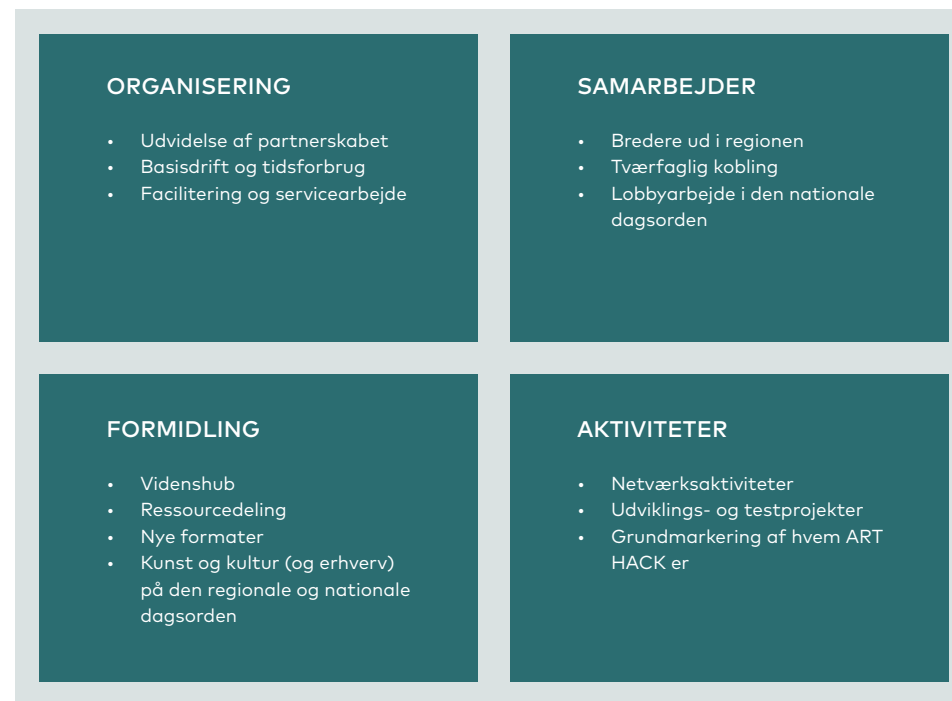 ORGANISERING
• Udvidelse af partnerskabet
• Basisdrift og tidsforbrug
• Facilitering og servicearbejde
SAMARBEJDER
• Bredere ud i regionen
• Tværfaglig kobling
• Lobbyarbejde i den nationale
dagsorden
FORMIDLING
• Videnshub
• Ressourcedeling
• Nye formater
• Kunst og kultur (og erhverv)
på den regionale og nationale
dagsorden
AKTIVITETER
• Netværksaktiviteter
• Udviklings- og testprojekter
• Grundmarkering af hvem ART
HACK er